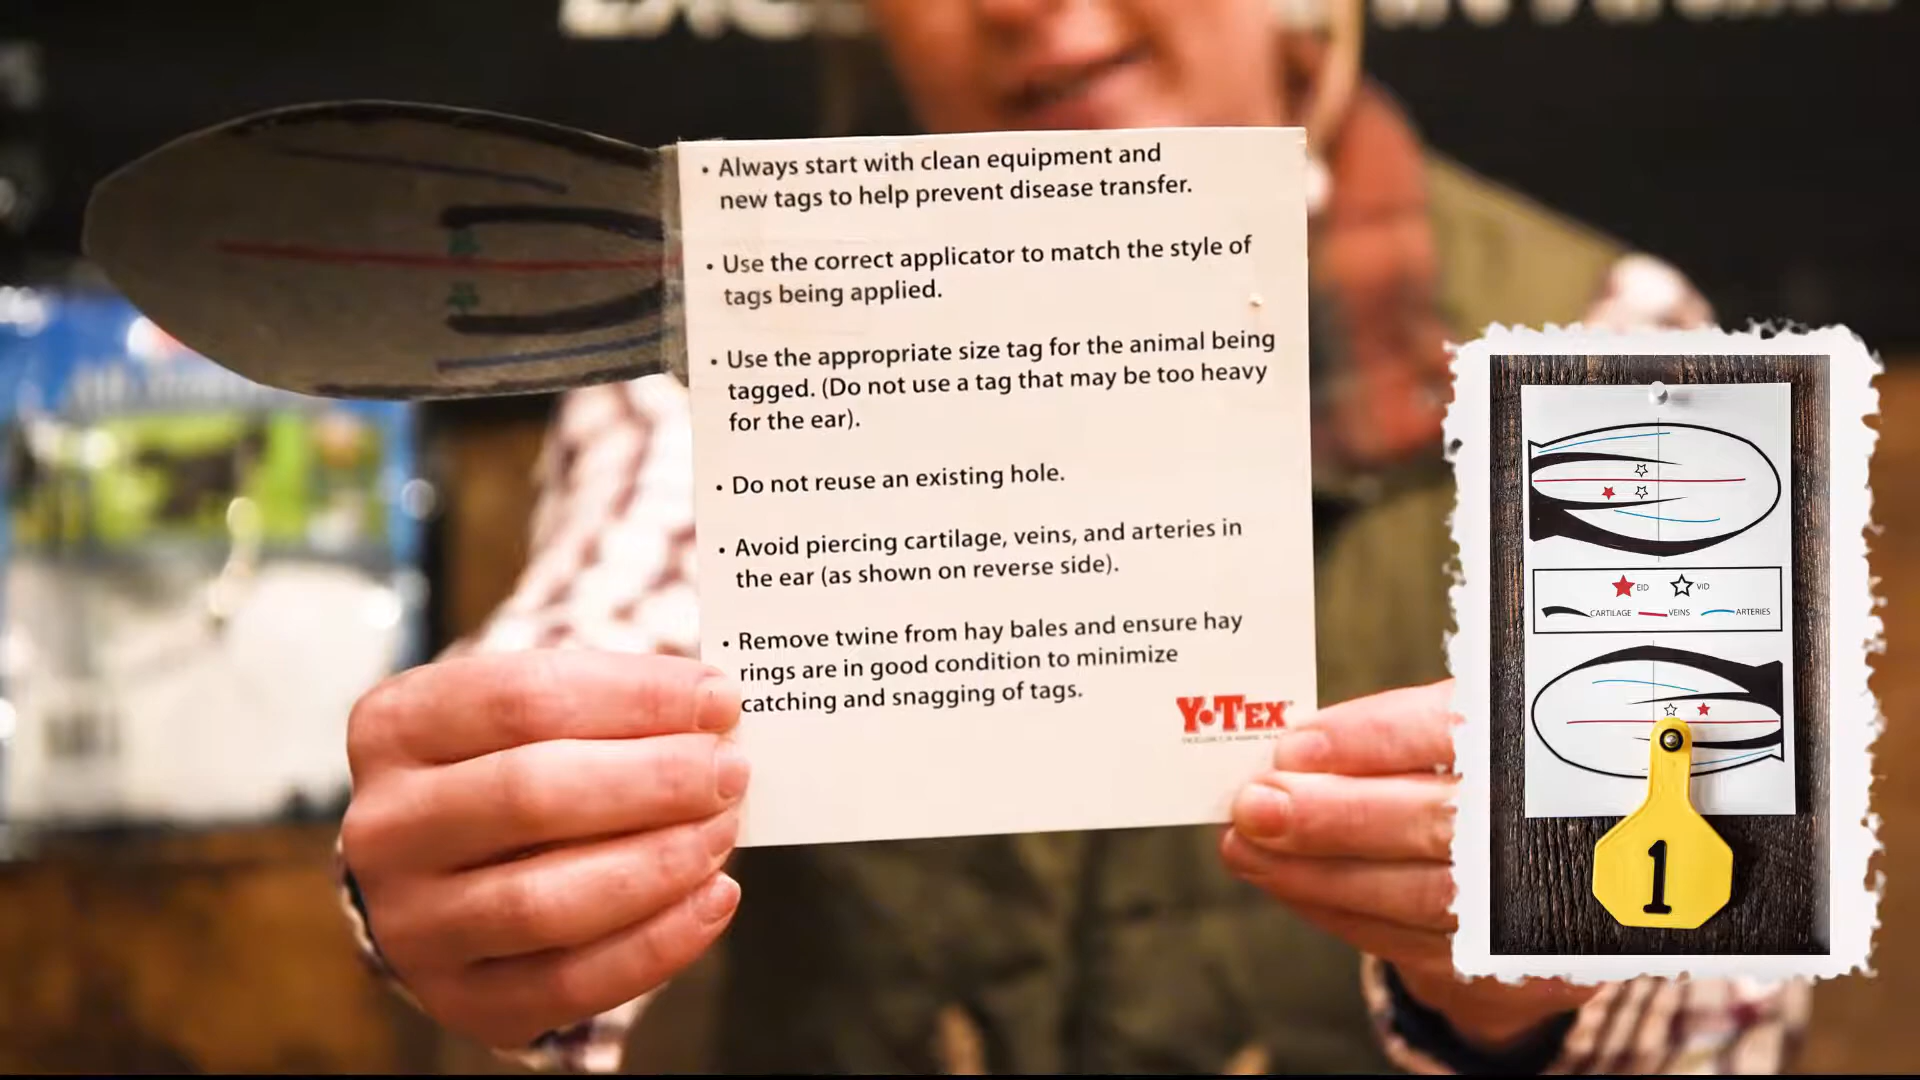 • Always start with clean equipment and
new tags to help prevent disease transfer.
• Use the correct applicator to match the style of
tags being applied.
• Use the appropriate size tag for the animal being
tagged. (Do not use a tag that may be too heavy
for the ear).
• Do not reuse an existing hole.
• Avoid piercing cartilage, veins, and arteries in
the ear (as shown on reverse side).
• Remove twine from hay bales and ensure hay
rings are in good condition to minimize
catching and snagging of tags.
Y•TEX
EID VID
CARTILAGE VEINS ARTERIES
1